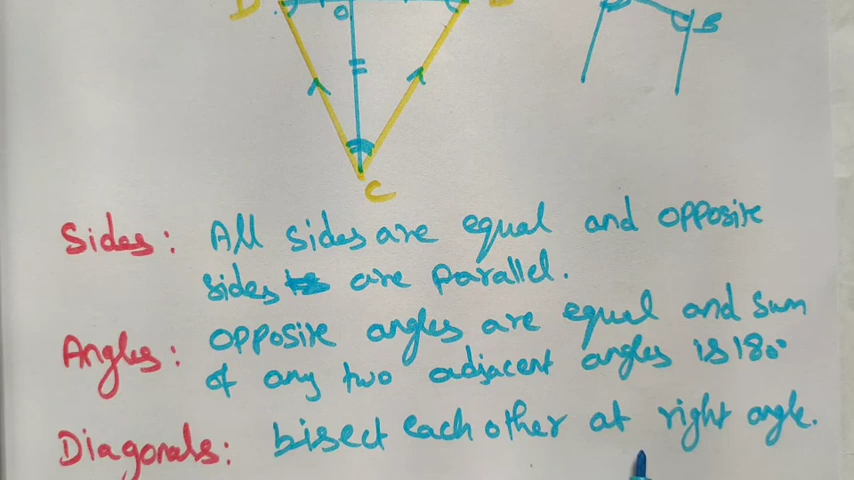 O
B
C
Sides: All sides are equal and opposite
sides are parallel.
Angles: Opposite angles are equal and sum
of any two adjacent angles is 180°
Diagonals: bisect each other at right angle.